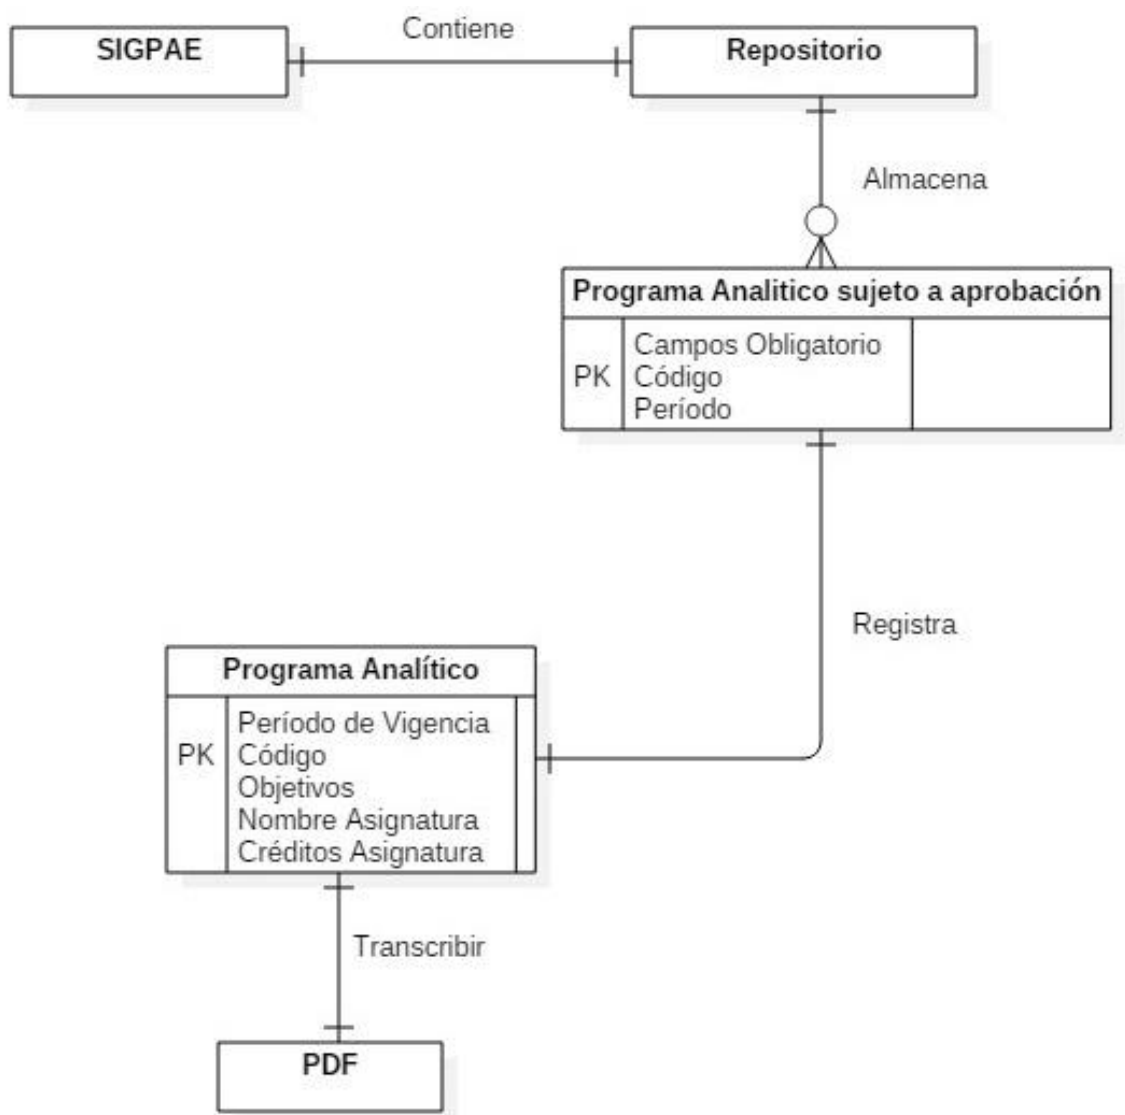 Contiene
SIGPAE
Repositorio
Almacena
Programa Analitico sujeto a aprobación
Campos Obligatorio
PK
Código
Período
Registra
Programa Analítico
Período de Vigencia
PK
Código
Objetivos
Nombre Asignatura
Créditos Asignatura
Transcribir
PDF